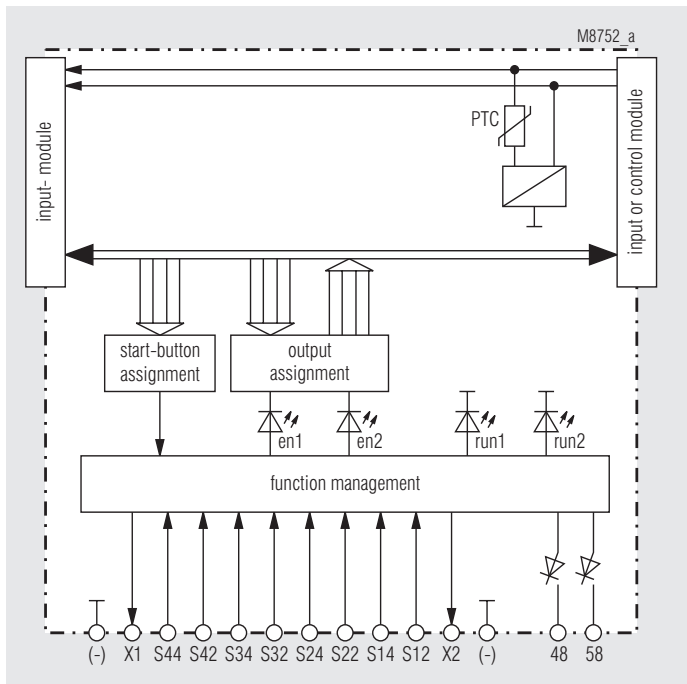 M8752_a
input- module
PTC
input or control module
start-button
assignment
output
assignment
en1
en2
run1
run2
function management
(-) X1 S44 S42 S34 S32 S24 S22 S14 S12 X2 (-) 48 58